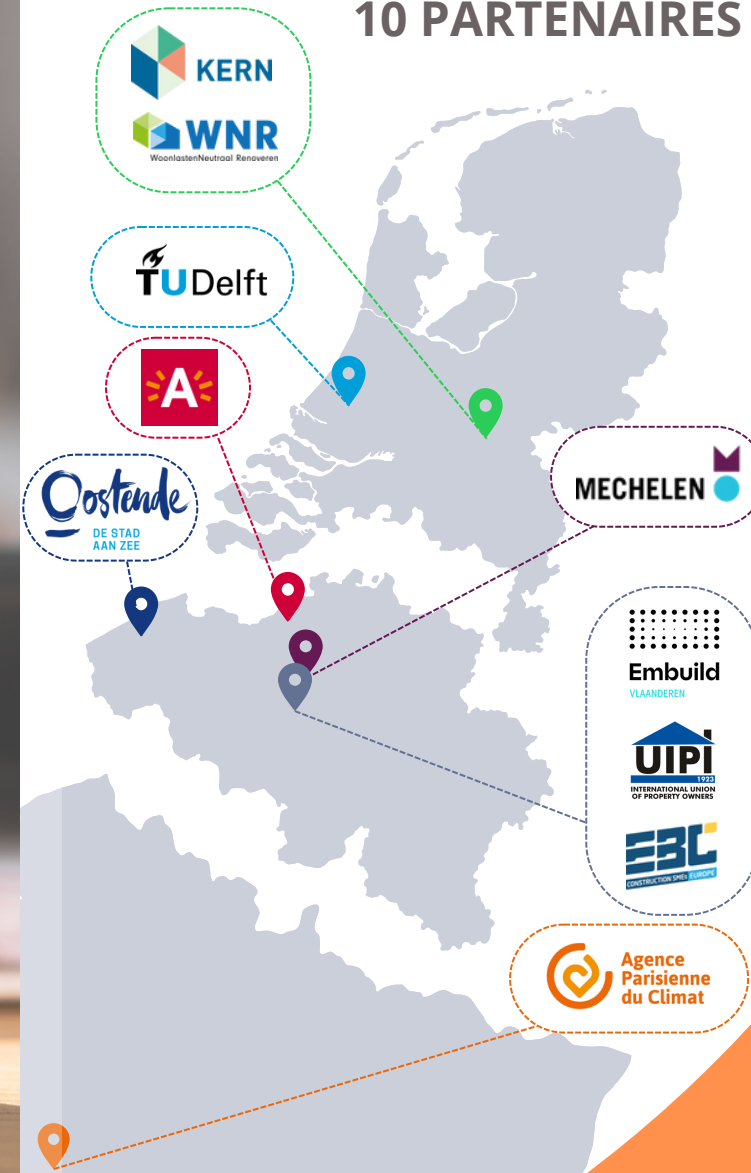 10 PARTENAIRES
KERN
WNR
WoonlastenNeutraal Renoveren
TUDelft
A
Oostende
DE STAD
AAN ZEE
MECHELEN
Embuild
VLAANDEREN
UIPI
1923
INTERNATIONAL UNION
OF PROPERTY OWNERS
EBC
CONSTRUCTION SMEs EUROPE
Agence
Parisienne
du Climat